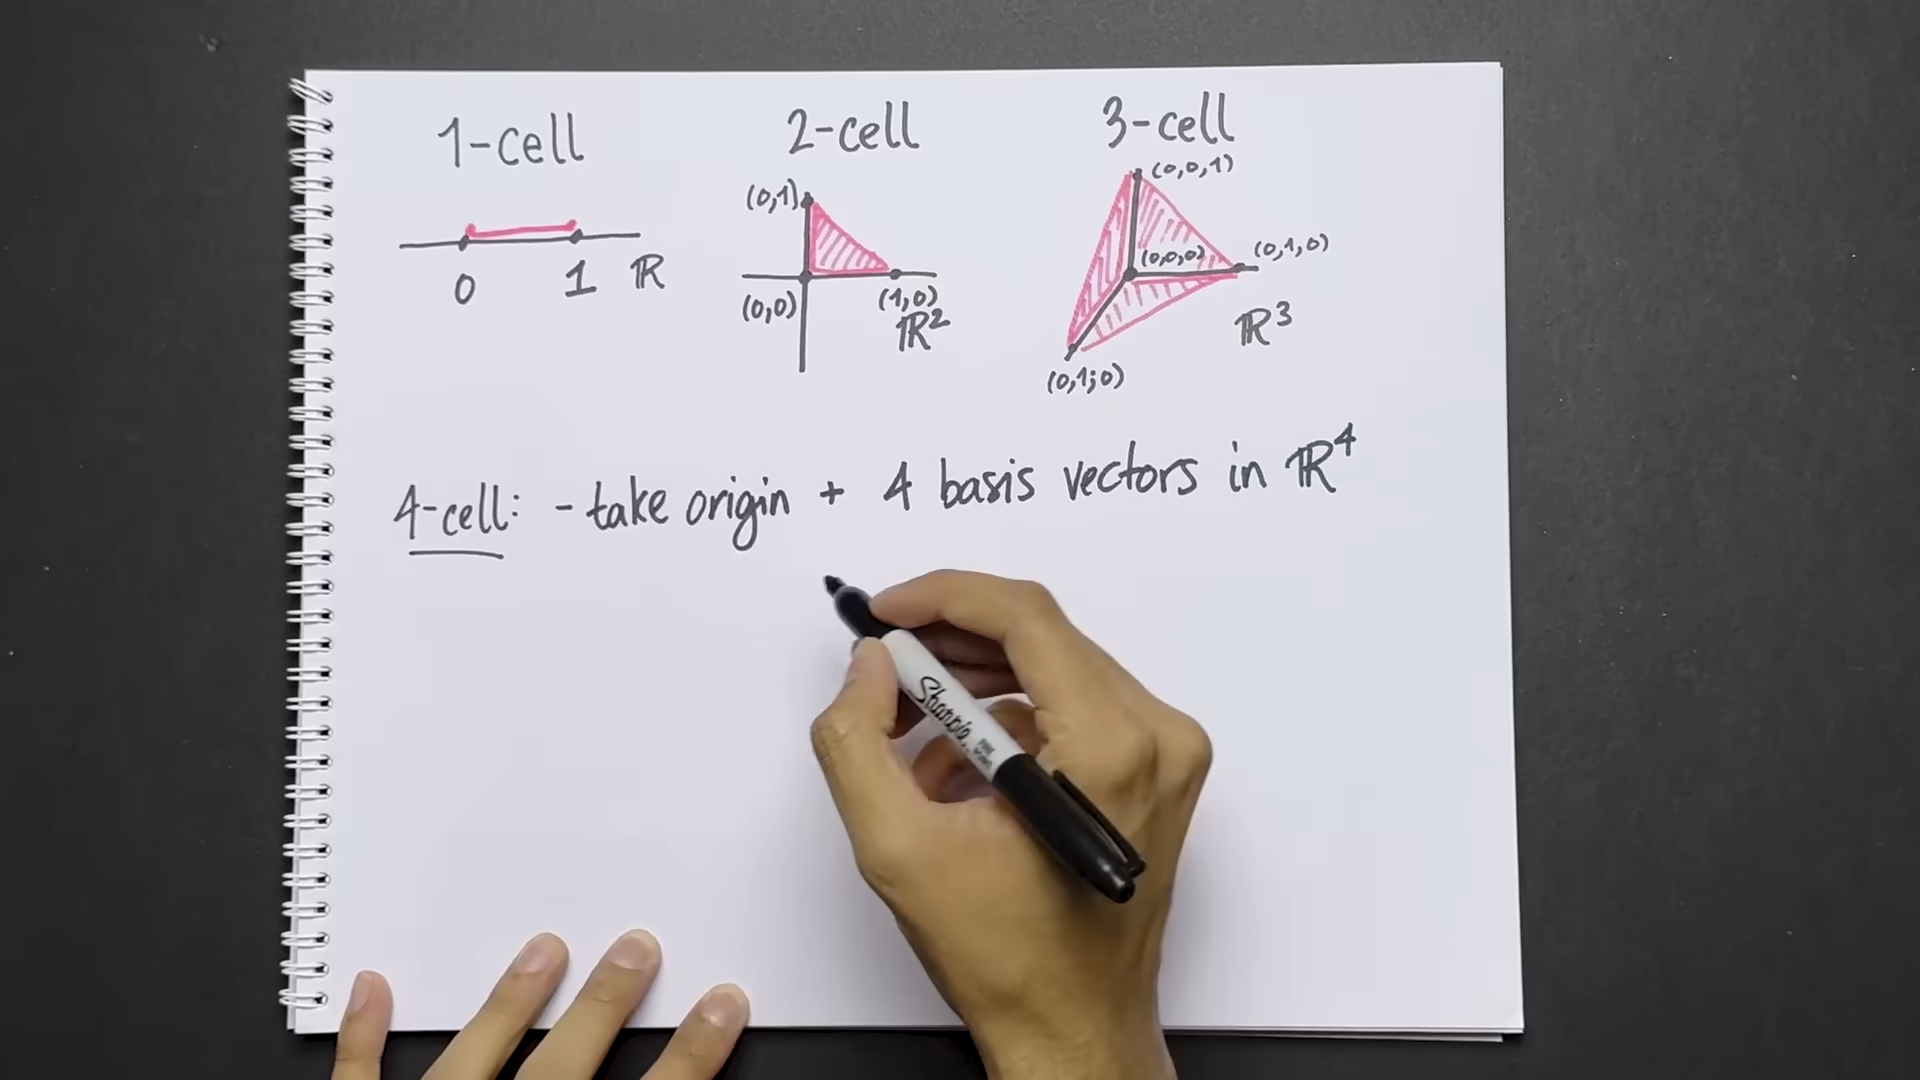 1-cell
0 1 ℝ
2-cell
(0,1)
(0,0) (1,0)
ℝ²
3-cell
(0,0,1)
(0,0,0) (0,1,0)
ℝ³
(0,1,0)
4-cell: - take origin + 4 basis vectors in ℝ⁴
Sharpie